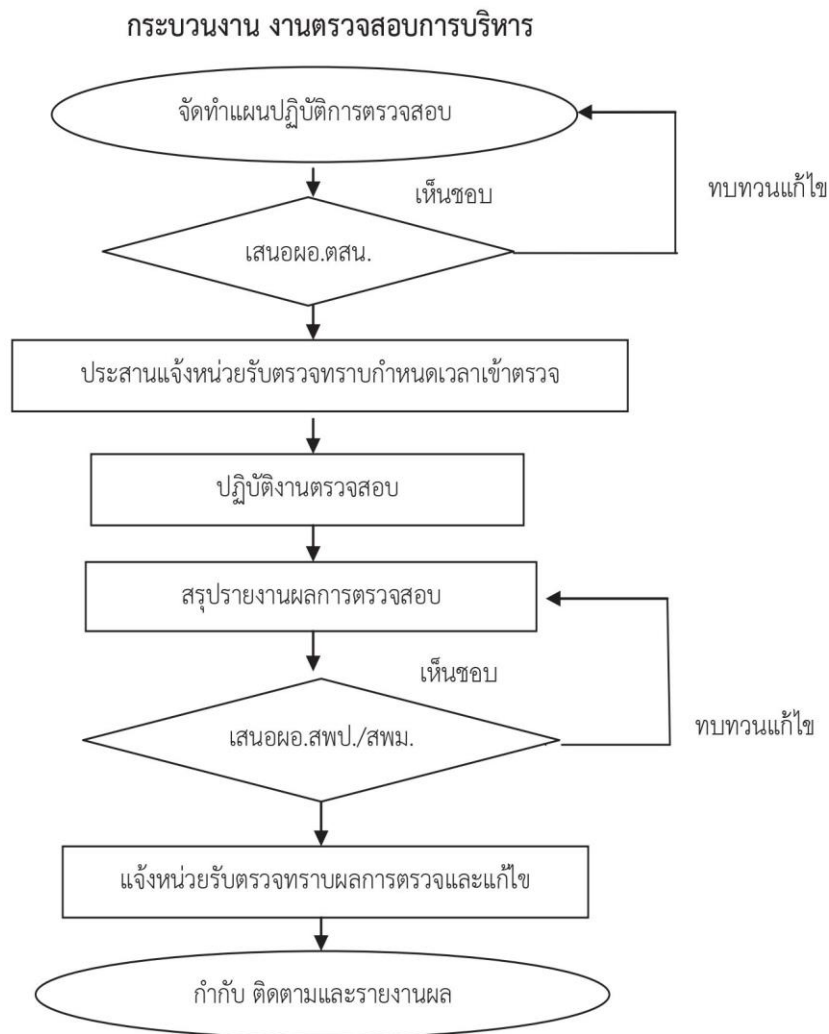 กระบวนงาน งานตรวจสอบการบริหาร
จัดทำแผนปฏิบัติการตรวจสอบ
เห็นชอบ
ทบทวนแก้ไข
เสนอผอ.ตสน.
ประสานแจ้งหน่วยรับตรวจทราบกำหนดเวลาเข้าตรวจ
ปฏิบัติงานตรวจสอบ
สรุปรายงานผลการตรวจสอบ
เห็นชอบ
เสนอผอ.สพป./สพม.
ทบทวนแก้ไข
แจ้งหน่วยรับตรวจทราบผลการตรวจและแก้ไข
กำกับ ติดตามและรายงานผล